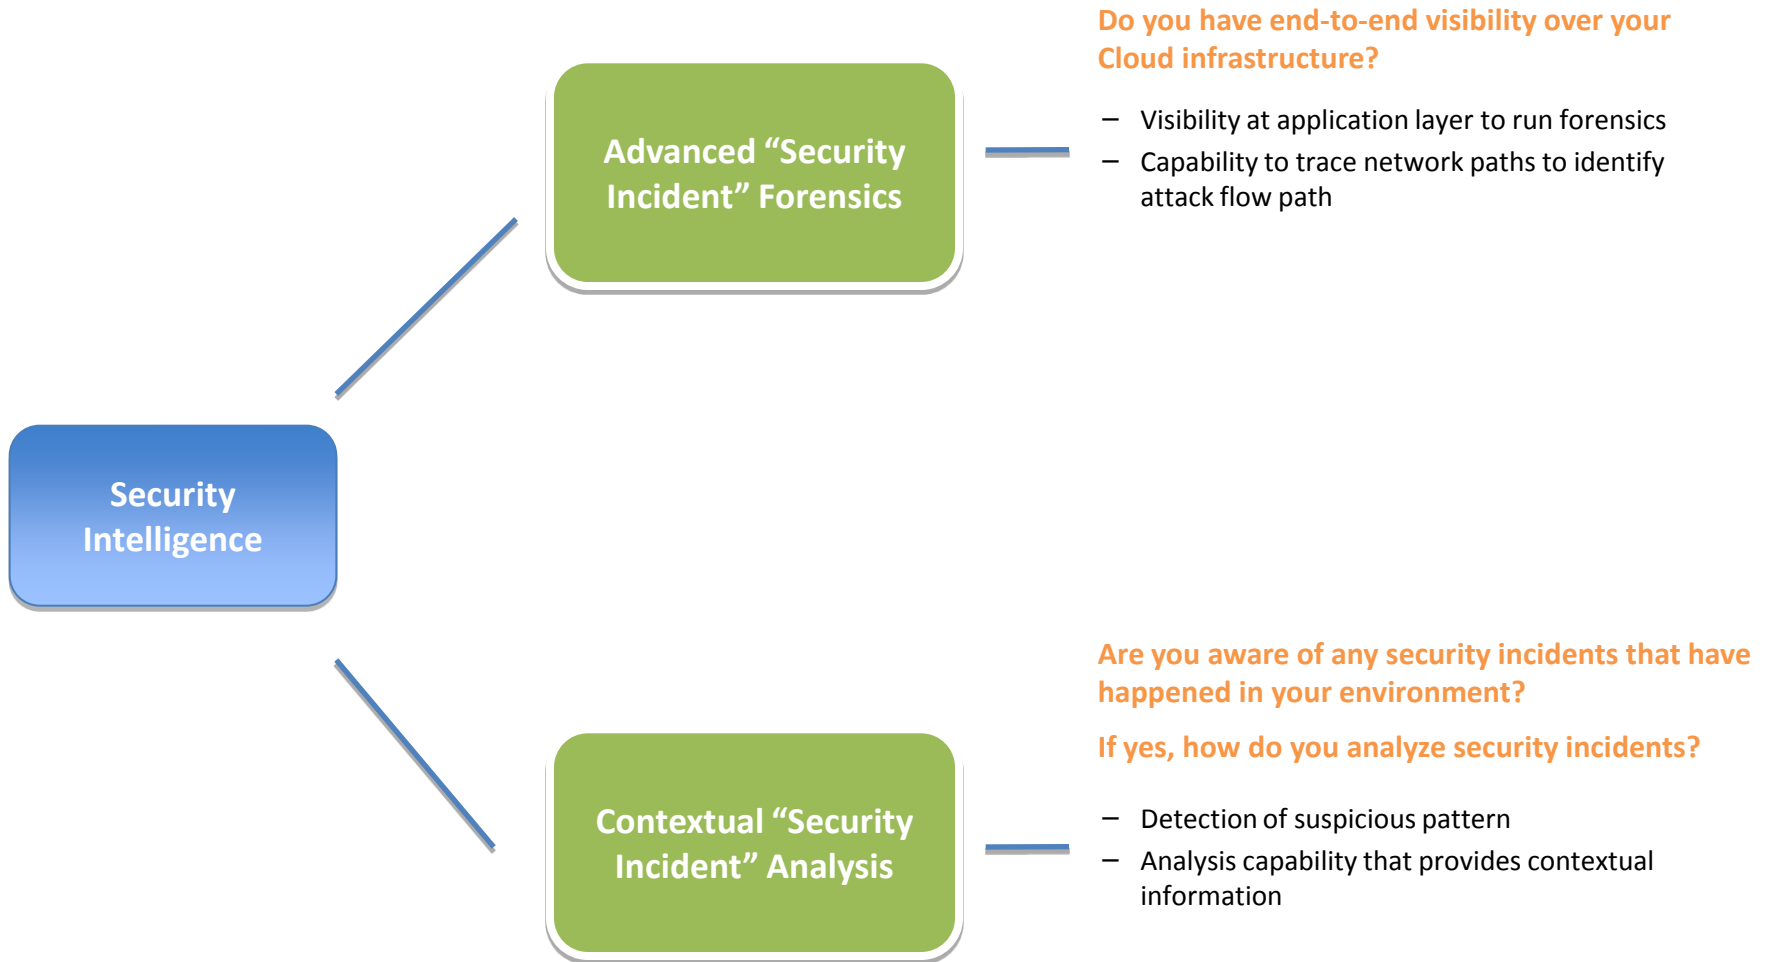 Do you have end-to-end visibility over your
Cloud infrastructure?
Advanced “Security
Incident” Forensics
– Visibility at application layer to run forensics
– Capability to trace network paths to identify
attack flow path
Security
Intelligence
Are you aware of any security incidents that have
happened in your environment?
If yes, how do you analyze security incidents?
Contextual “Security
Incident” Analysis
– Detection of suspicious pattern
– Analysis capability that provides contextual
information